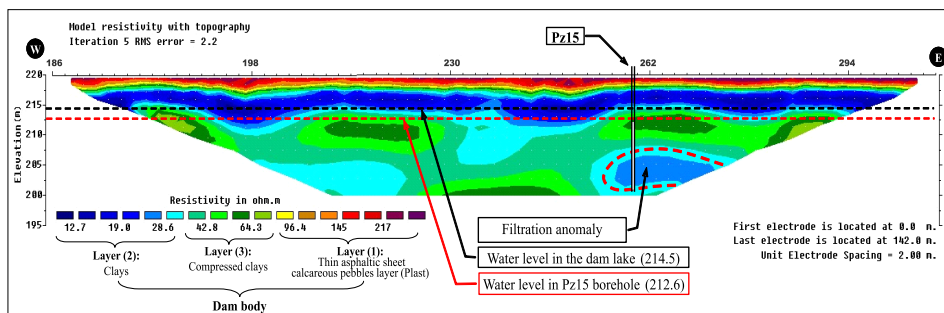 Model resistivity with topography
Iteration 5 RMS error = 2.2
Pz15
W
E
186 198 230 262 294
220
215
210
205
200
195
Elevation(m)
Resistivity in ohm.m
12.7 19.0 28.6 42.8 64.3 96.4 145 217
Layer (2):
Clays
Layer (3):
Compressed clays
Layer (1):
Thin asphaltic sheet
calcareous pebbles layer (Plast)
Dam body
Filtration anomaly
Water level in the dam lake (214.5)
Water level in Pz15 borehole (212.6)
First electrode is located at 0.0 m.
Last electrode is located at 142.0 m.
Unit Electrode Spacing = 2.00 m.